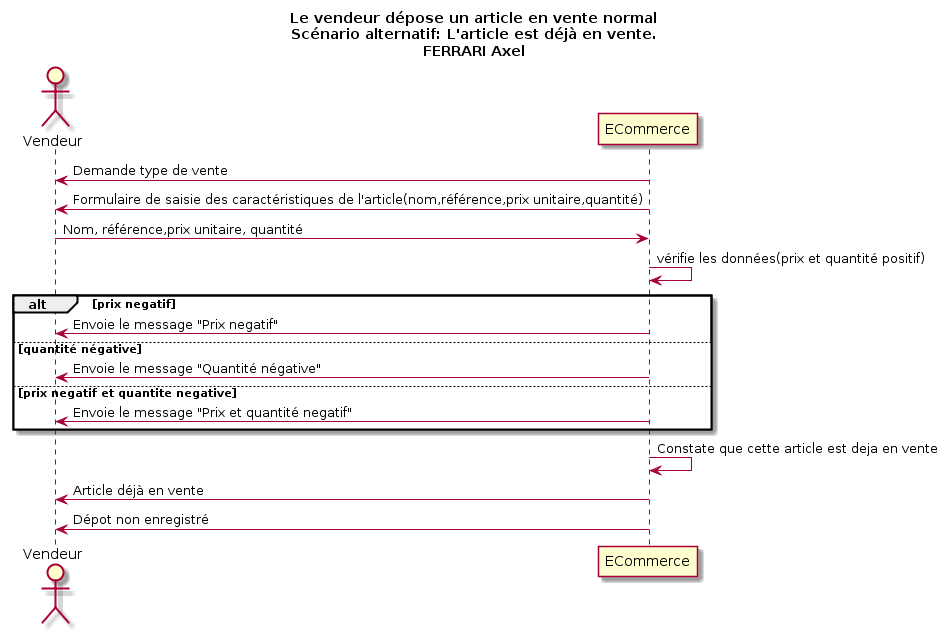 Le vendeur dépose un article en vente normal
Scénario alternatif: L'article est déjà en vente.
FERRARI Axel
Vendeur
ECommerce
Demande type de vente
Formulaire de saisie des caractéristiques de l'article(nom,référence,prix unitaire,quantité)
Nom, référence,prix unitaire, quantité
vérifie les données(prix et quantité positif)
alt [prix negatif]
Envoie le message "Prix negatif"
[quantité négative]
Envoie le message "Quantité négative"
[prix negatif et quantite negative]
Envoie le message "Prix et quantité negatif"
Constate que cette article est deja en vente
Article déjà en vente
Dépot non enregistré
Vendeur
ECommerce